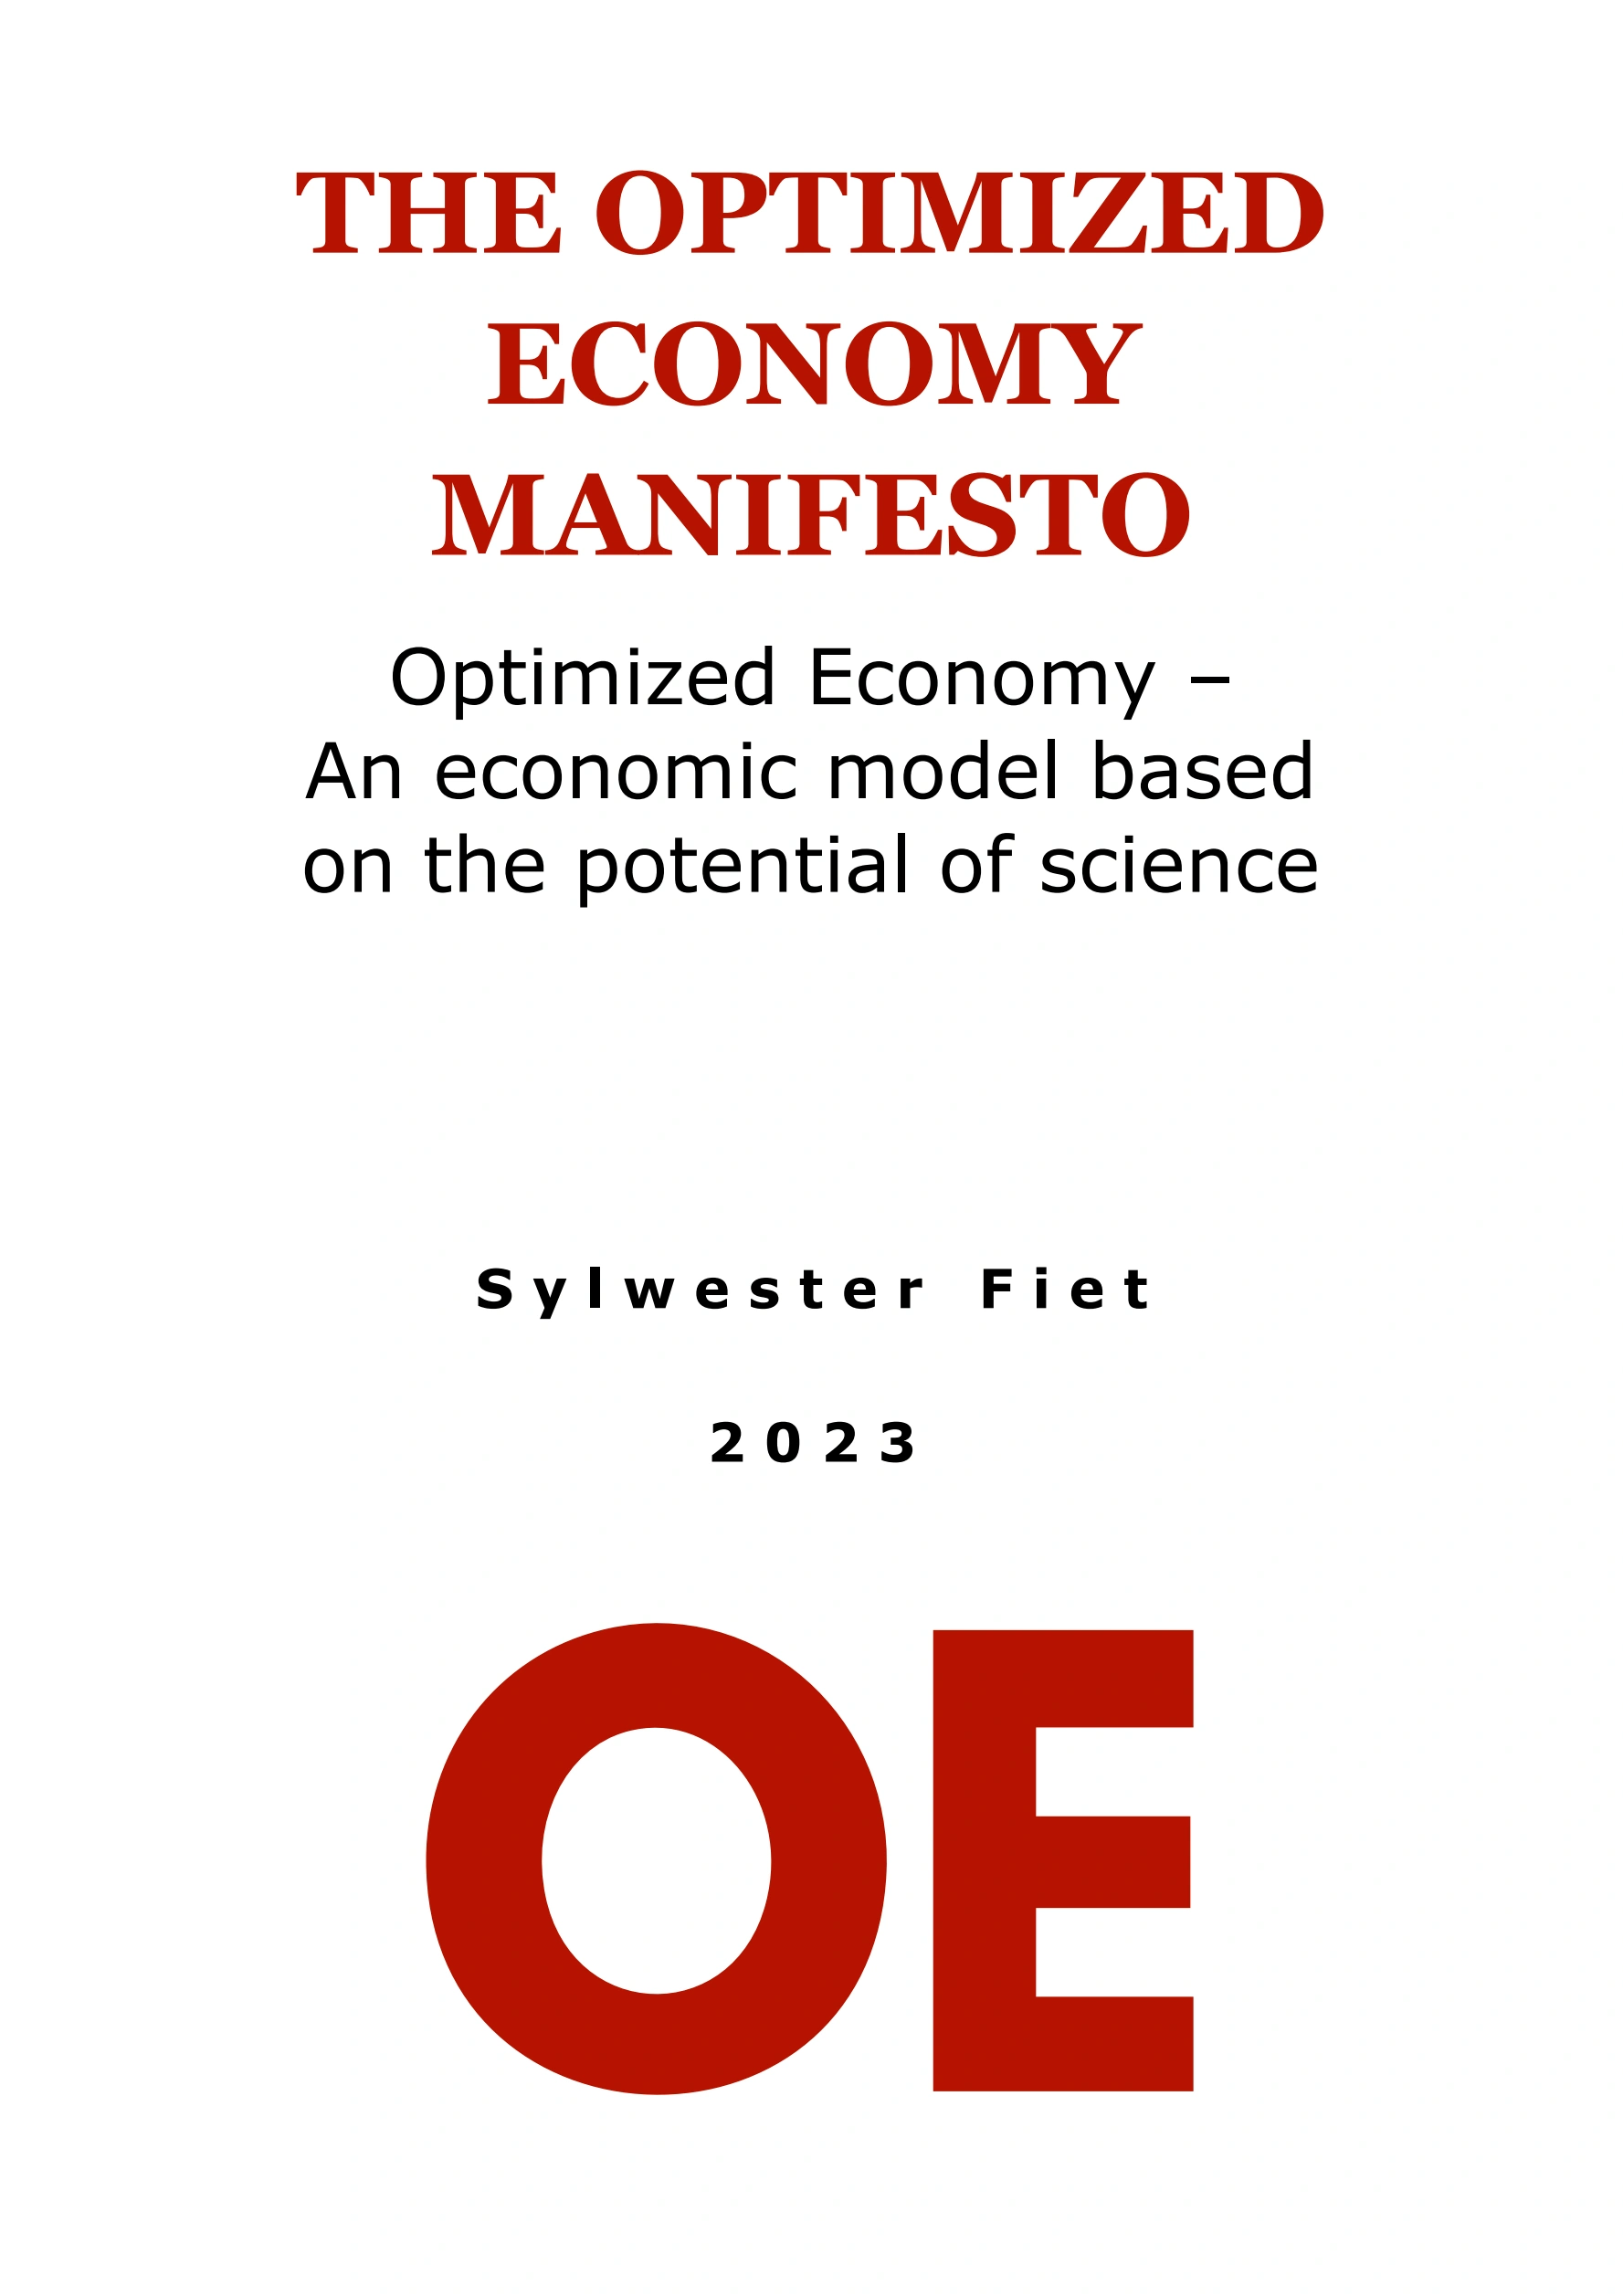 THE OPTIMIZED
ECONOMY
MANIFESTO
Optimized Economy –
An economic model based
on the potential of science
Sylwester Fiet
2023
OE